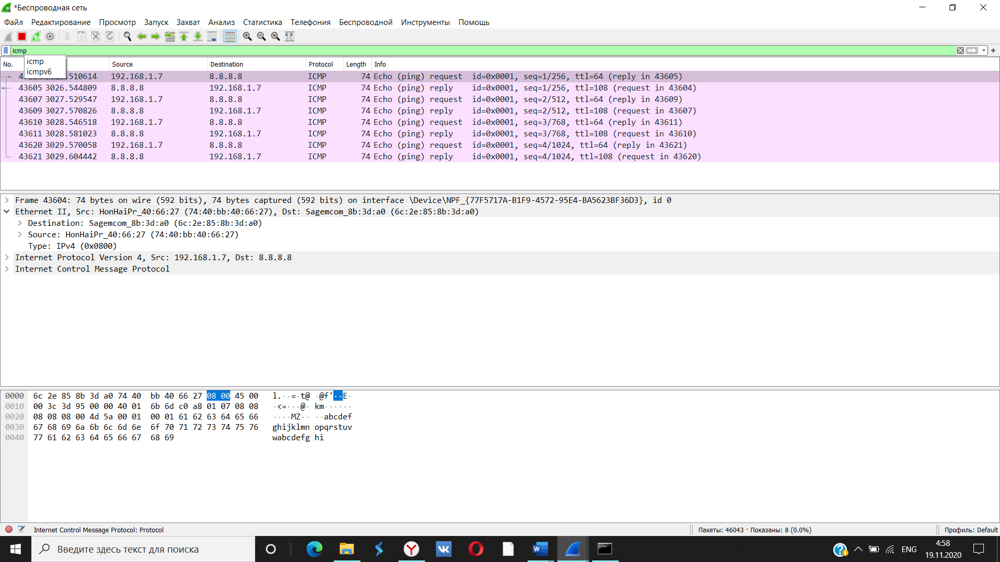 *Беспроводная сеть
Файл Редактирование Просмотр Запуск Захват Анализ Статистика Телефония Беспроводной Инструменты Помощь
icmp
icmp
icmpv6
No. Source Destination Protocol Length Info
510614 192.168.1.7 8.8.8.8 ICMP 74 Echo (ping) request id=0x0001, seq=1/256, ttl=64 (reply in 43605)
43605 3026.544809 8.8.8.8 192.168.1.7 ICMP 74 Echo (ping) reply id=0x0001, seq=1/256, ttl=108 (request in 43604)
43607 3027.529547 192.168.1.7 8.8.8.8 ICMP 74 Echo (ping) request id=0x0001, seq=2/512, ttl=64 (reply in 43609)
43609 3027.570826 8.8.8.8 192.168.1.7 ICMP 74 Echo (ping) reply id=0x0001, seq=2/512, ttl=108 (request in 43607)
43610 3028.546518 192.168.1.7 8.8.8.8 ICMP 74 Echo (ping) request id=0x0001, seq=3/768, ttl=64 (reply in 43611)
43611 3028.581023 8.8.8.8 192.168.1.7 ICMP 74 Echo (ping) reply id=0x0001, seq=3/768, ttl=108 (request in 43610)
43620 3029.570058 192.168.1.7 8.8.8.8 ICMP 74 Echo (ping) request id=0x0001, seq=4/1024, ttl=64 (reply in 43621)
43621 3029.604442 8.8.8.8 192.168.1.7 ICMP 74 Echo (ping) reply id=0x0001, seq=4/1024, ttl=108 (request in 43620)
Frame 43604: 74 bytes on wire (592 bits), 74 bytes captured (592 bits) on interface \Device\NPF_{77F5717A-B1F9-4572-95E4-BA5623BF36D3}, id 0
Ethernet II, Src: HonHaiPr_40:66:27 (74:40:bb:40:66:27), Dst: Sagemcom_8b:3d:a0 (6c:2e:85:8b:3d:a0)
Destination: Sagemcom_8b:3d:a0 (6c:2e:85:8b:3d:a0)
Source: HonHaiPr_40:66:27 (74:40:bb:40:66:27)
Type: IPv4 (0x0800)
Internet Protocol Version 4, Src: 192.168.1.7, Dst: 8.8.8.8
Internet Control Message Protocol
0000 6c 2e 85 8b 3d a0 74 40 bb 40 66 27 08 00 45 00 l.··=·t@ ·@f'··E·
0010 00 3c 3d 95 00 00 40 01 6b 6d c0 a8 01 07 08 08 ·<=···@· km······
0020 08 08 08 00 4d 5a 00 01 00 01 61 62 63 64 65 66 ····MZ·· ··abcdef
0030 67 68 69 6a 6b 6c 6d 6e 6f 70 71 72 73 74 75 76 ghijklmn opqrstuv
0040 77 61 62 63 64 65 66 67 68 69 wabcdefg hi
Internet Control Message Protocol: Protocol Пакеты: 46043 · Показаны: 8 (0.0%) Профиль: Default
Введите здесь текст для поиска
ENG
4:58
19.11.2020